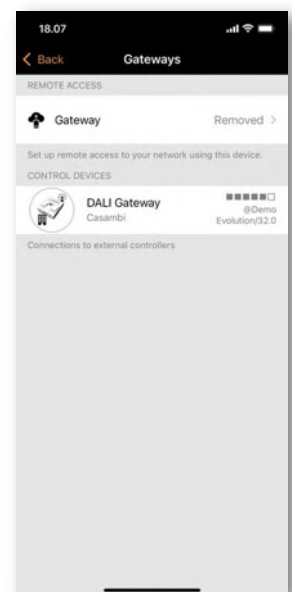 18.07
Back Gateways
REMOTE ACCESS
Gateway Removed
Set up remote access to your network using this device.
CONTROL DEVICES
DALI Gateway
Casambi
@Demo
Evolution/32.0
Connections to external controllers